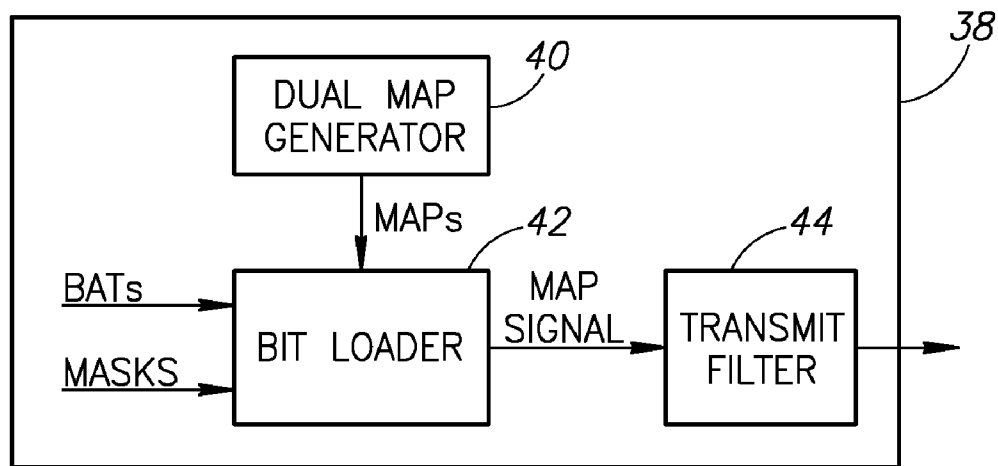 38
40
DUAL MAP
GENERATOR
MAPs
42
44
BATs
MAP
SIGNAL
BIT LOADER
TRANSMIT
FILTER
MASKS